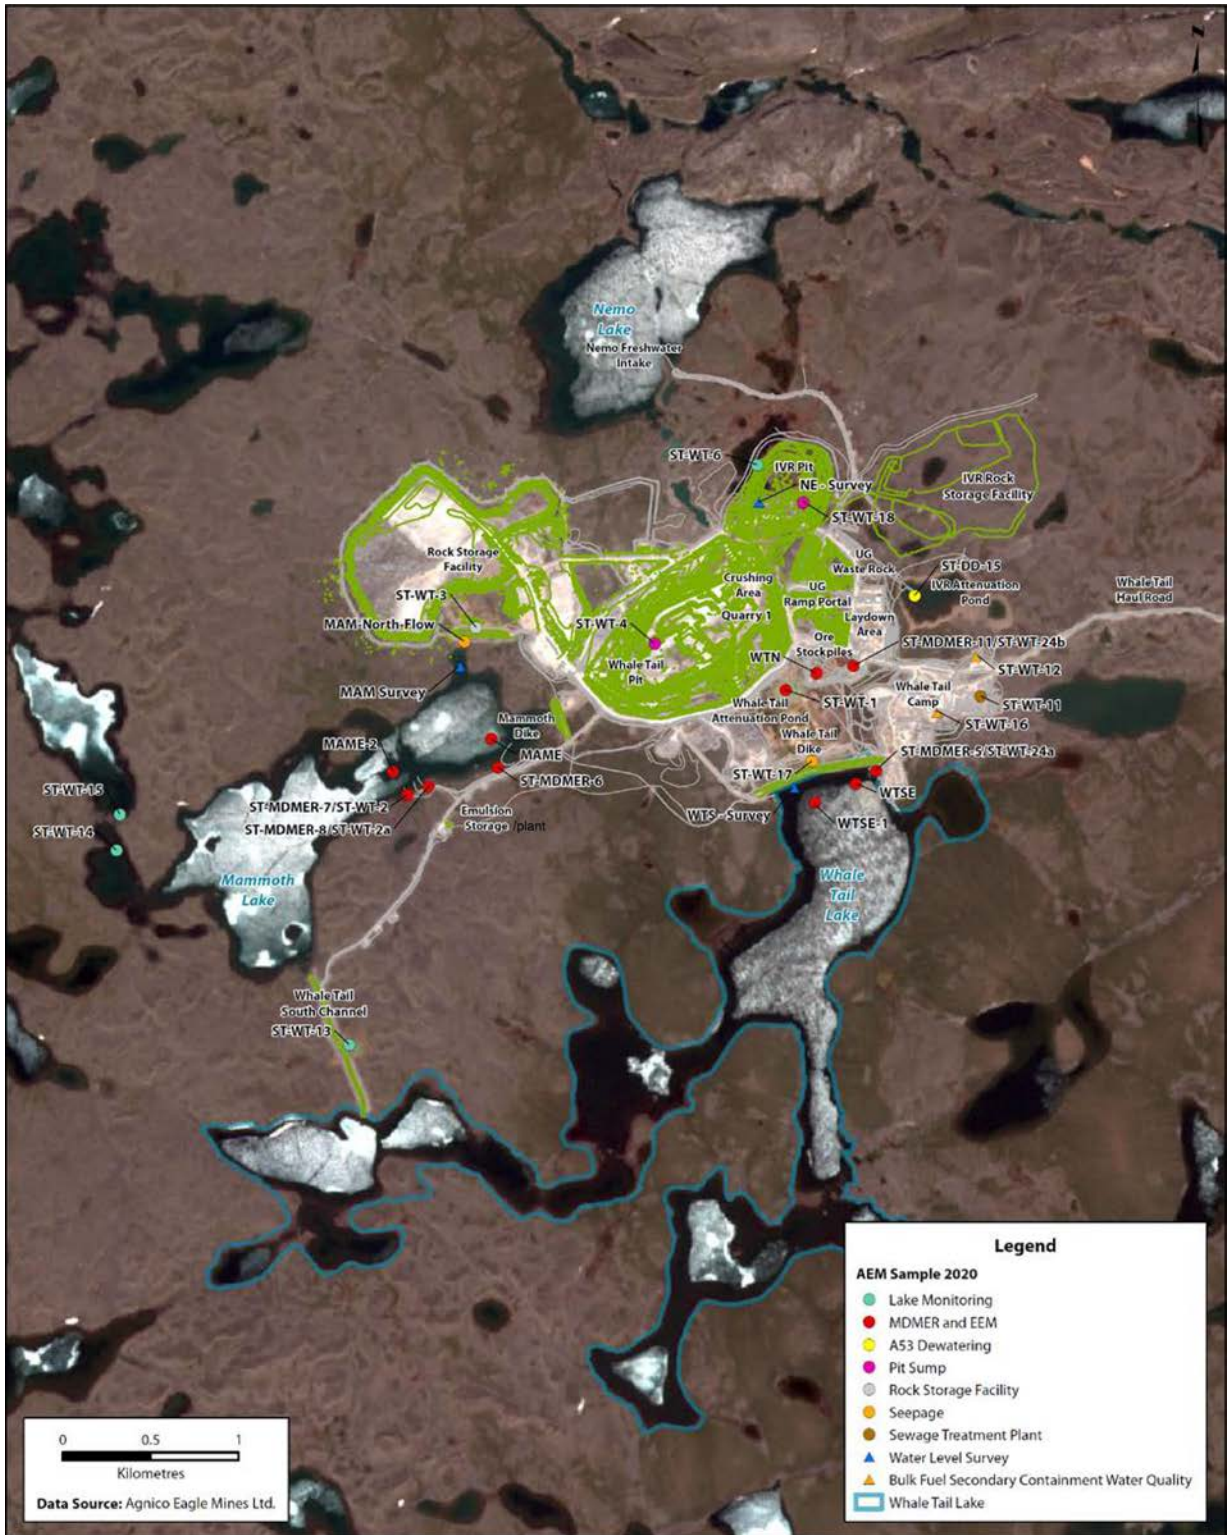 N
Nemo
Lake
Nemo Freshwater
Intake
ST-WT-6
IVR Pit
NE - Survey
ST-WT-18
IVR Rock
Storage Facility
Rock Storage
Facility
UG
Waste Rock
ST-DD-15
IVR Attenuation
Pond
Whale Tail
Haul Road
Crushing
Area
UG
Ramp Portal
Quarry 1
Laydown
Area
ST-WT-3
MAM-North-Flow
ST-WT-4
Whale Tail
Pit
Ore
Stockpiles
ST-MDMER-11/ST-WT-24b
WTN
ST-WT-12
MAM Survey
Whale Tail
Camp
ST-WT-11
ST-WT-1
Whale Tail
Attenuation Pond
ST-WT-16
Mammoth
Dike
Whale Tail
Dike
MAME-2
MAME
ST-MDMER-5/ST-WT-24a
ST-MDMER-6
ST-WT-17
WTSE
ST-WT-15
ST-MDMER-7/ST-WT-2
WTS - Survey
WTSE-1
ST-WT-14
ST-MDMER-8/ST-WT-2a
Emulsion
Storage /plant
Mammoth
Lake
Whale
Tail
Lake
Whale Tail
South Channel
ST-WT-13
Legend
AEM Sample 2020
Lake Monitoring
MDMER and EEM
A53 Dewatering
Pit Sump
Rock Storage Facility
Seepage
Sewage Treatment Plant
Water Level Survey
Bulk Fuel Secondary Containment Water Quality
Whale Tail Lake
0 0.5 1
Kilometres
Data Source: Agnico Eagle Mines Ltd.